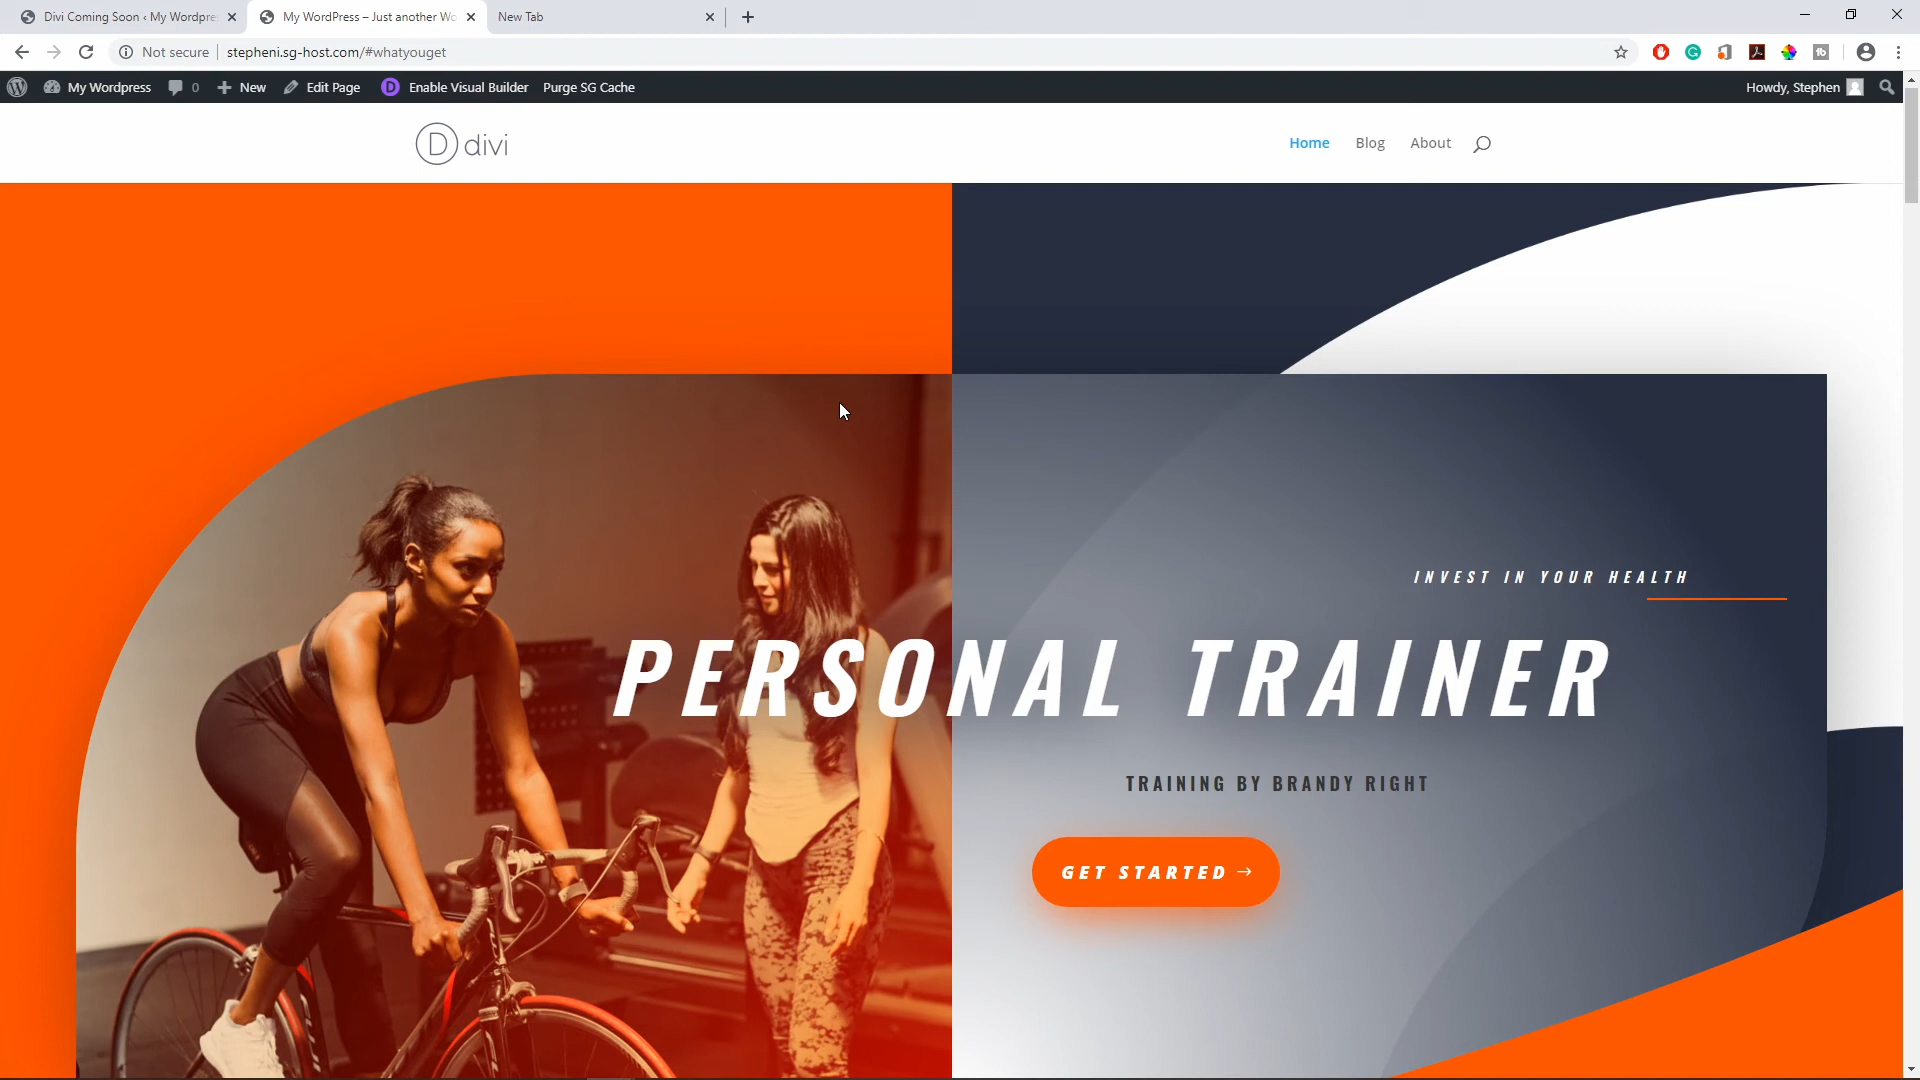 Divi Coming Soon ‹ My Wordpre
My WordPress – Just another Wo
New Tab
Not secure
stepheni.sg-host.com/#whatyouget
My Wordpress
0
New
Edit Page
D
Enable Visual Builder
Purge SG Cache
Howdy, Stephen
D divi
Home
Blog
About
INVEST IN YOUR HEALTH
PERSONAL TRAINER
TRAINING BY BRANDY RIGHT
GET STARTED →